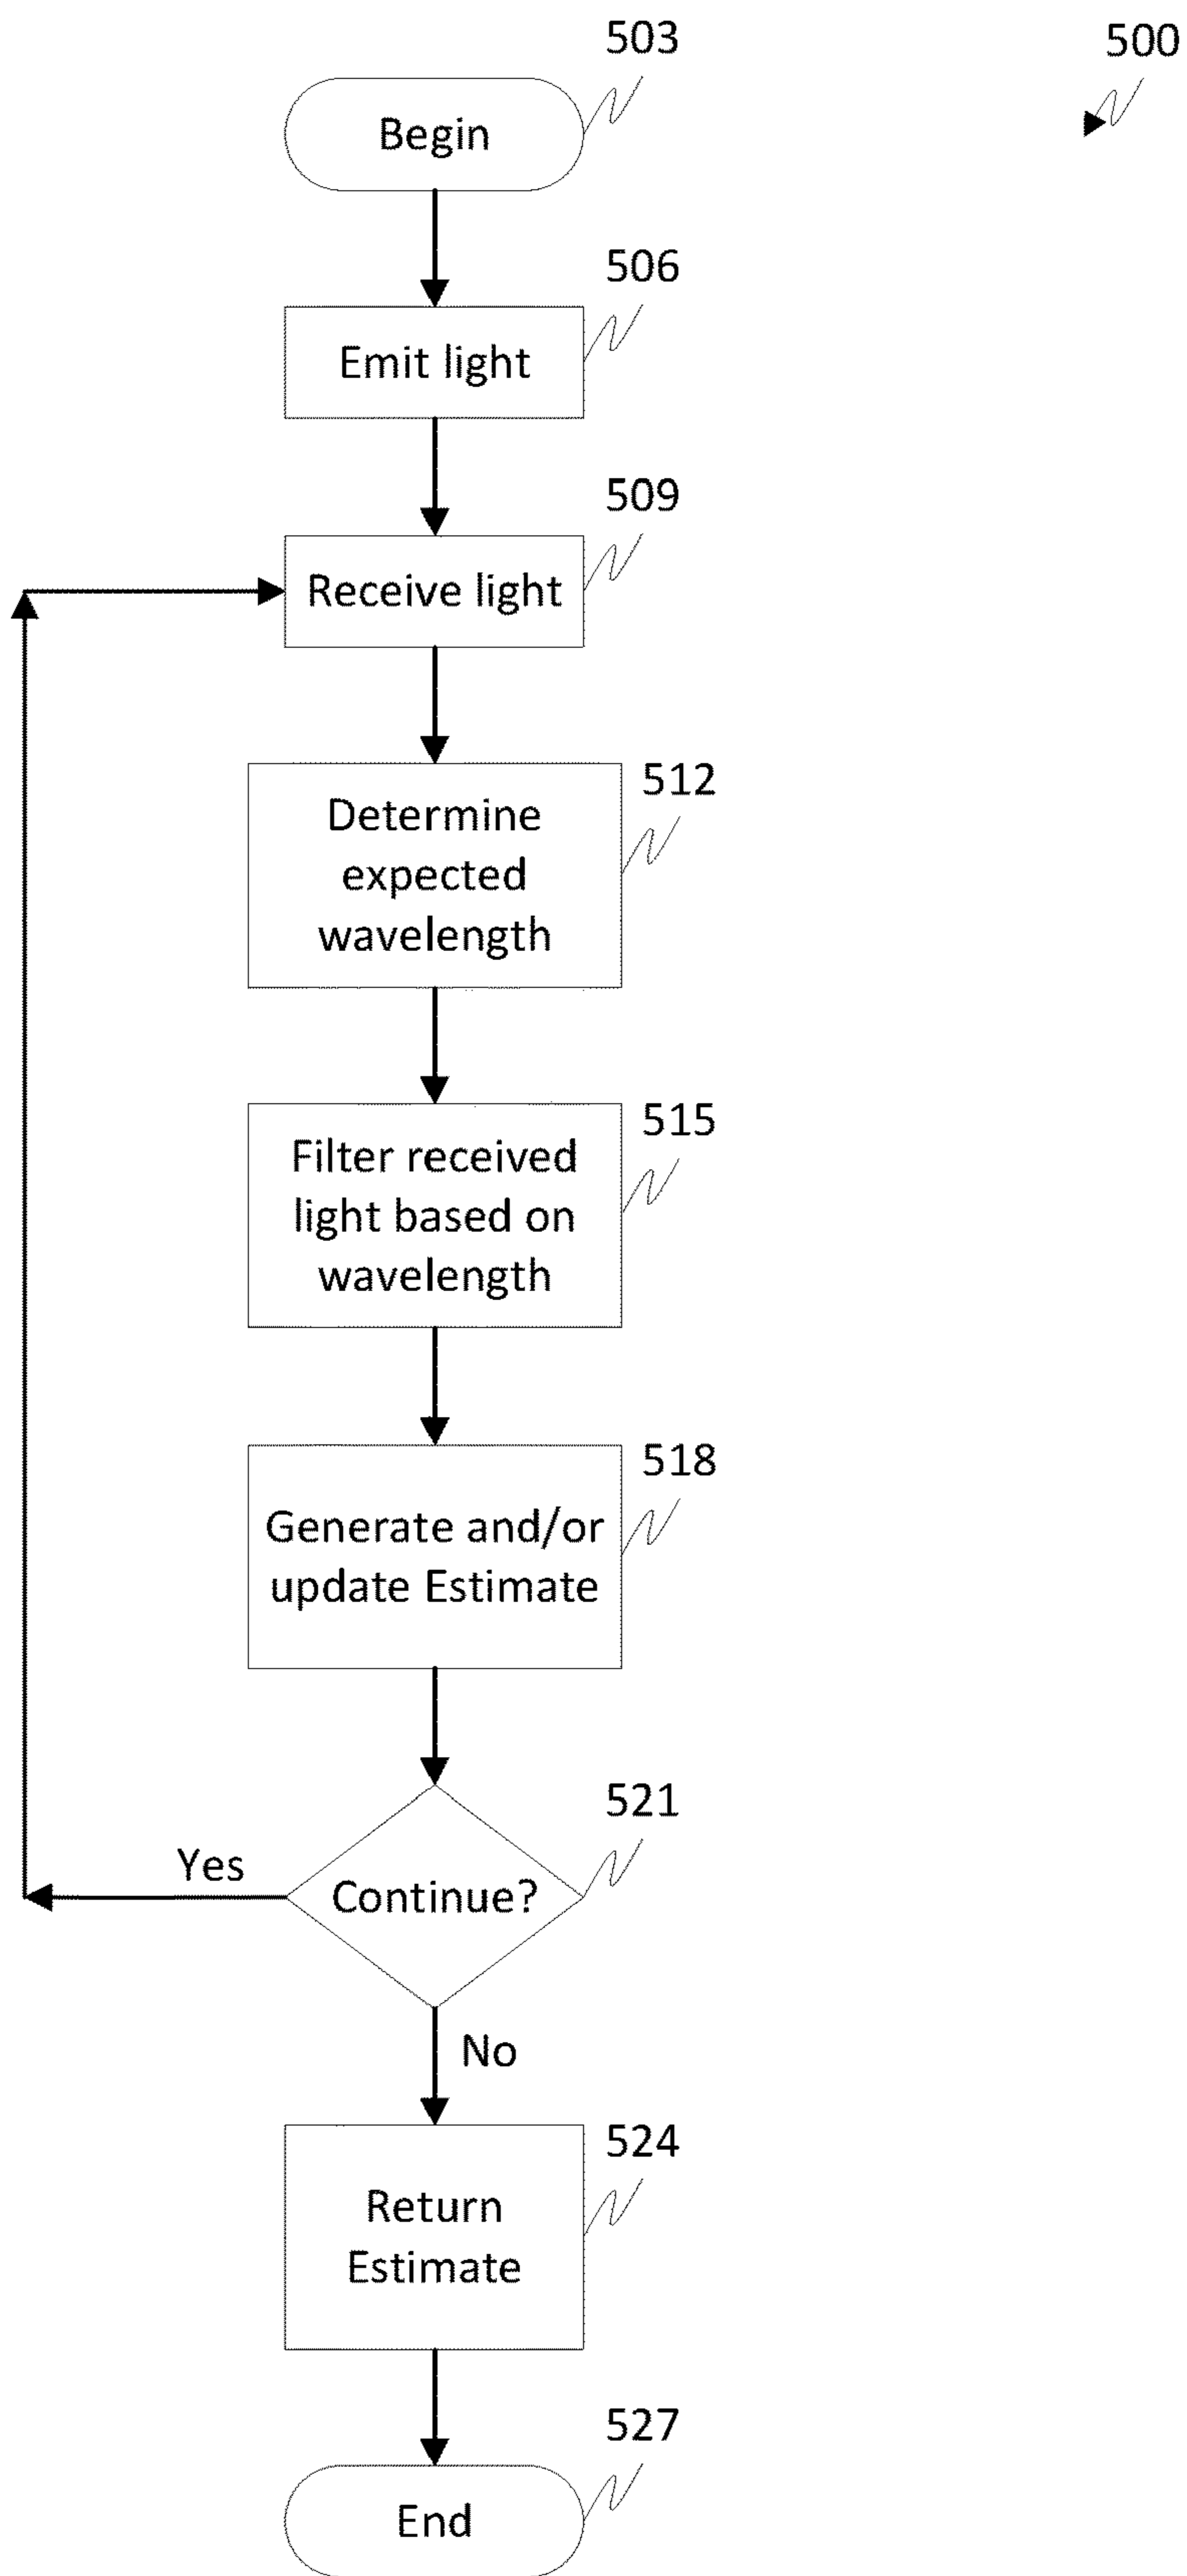 503
500
Begin
506
Emit light
509
Receive light
512
Determine
expected
wavelength
515
Filter received
light based on
wavelength
518
Generate and/or
update Estimate
521
Yes
Continue?
No
524
Return
Estimate
527
End